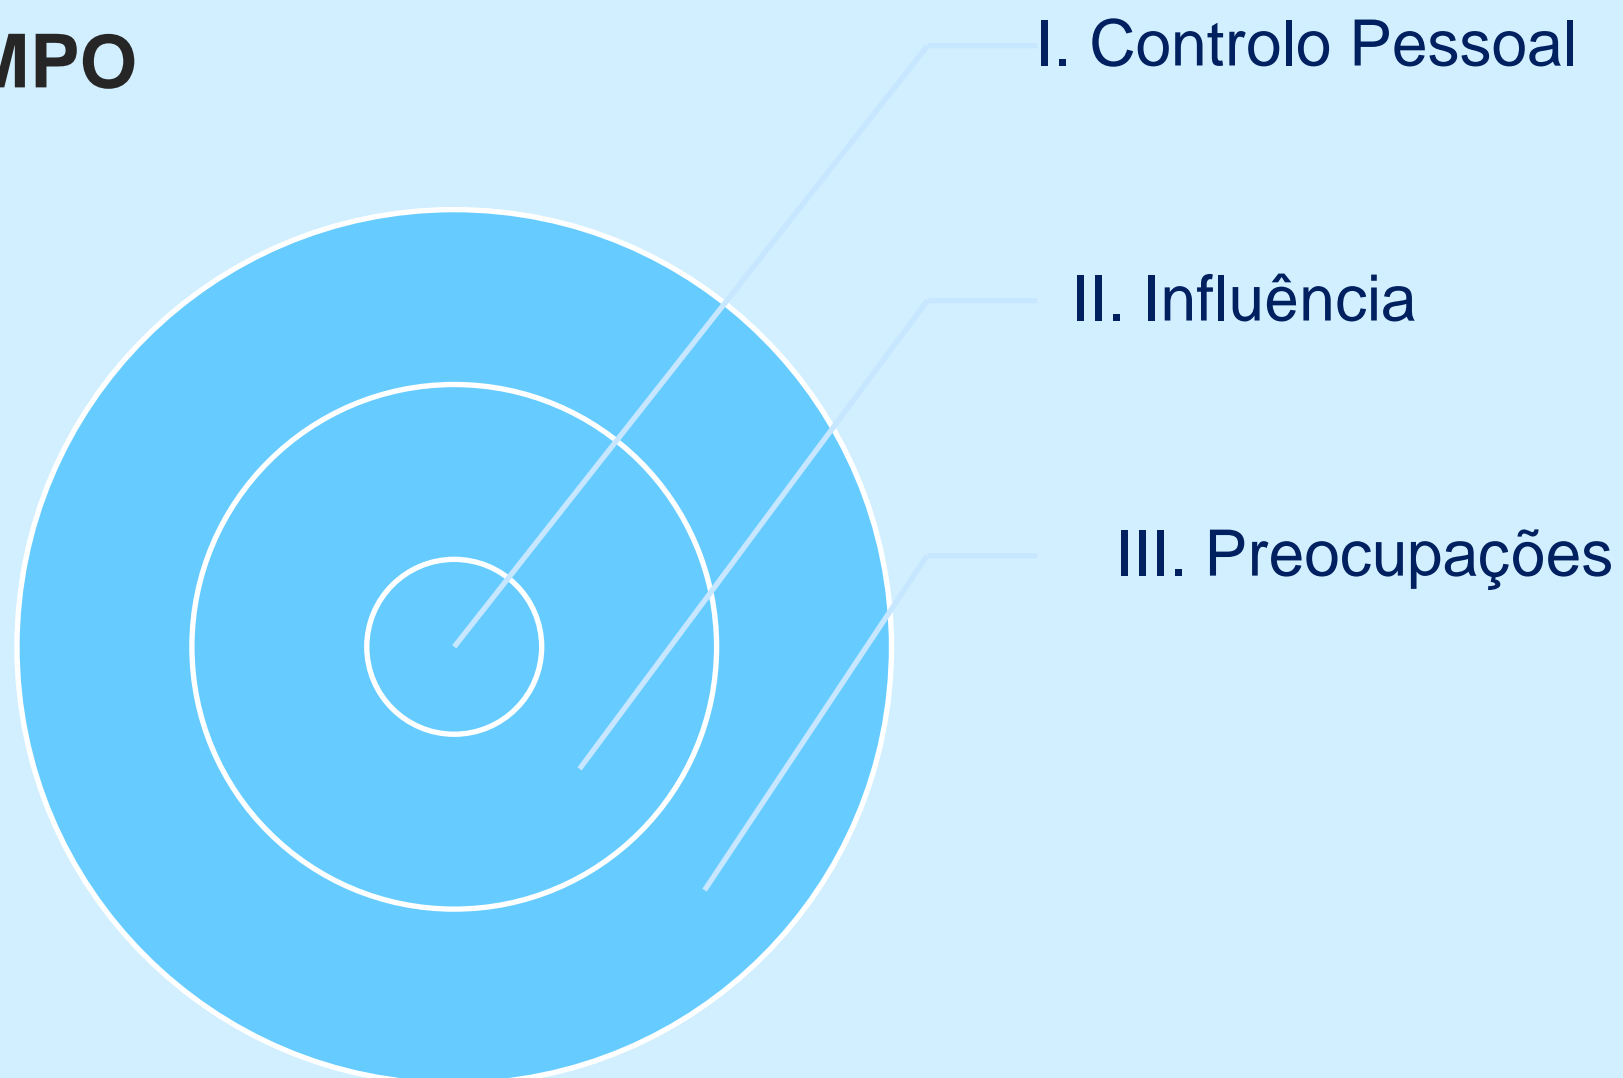 MPO
I. Controlo Pessoal
II. Influência
III. Preocupações